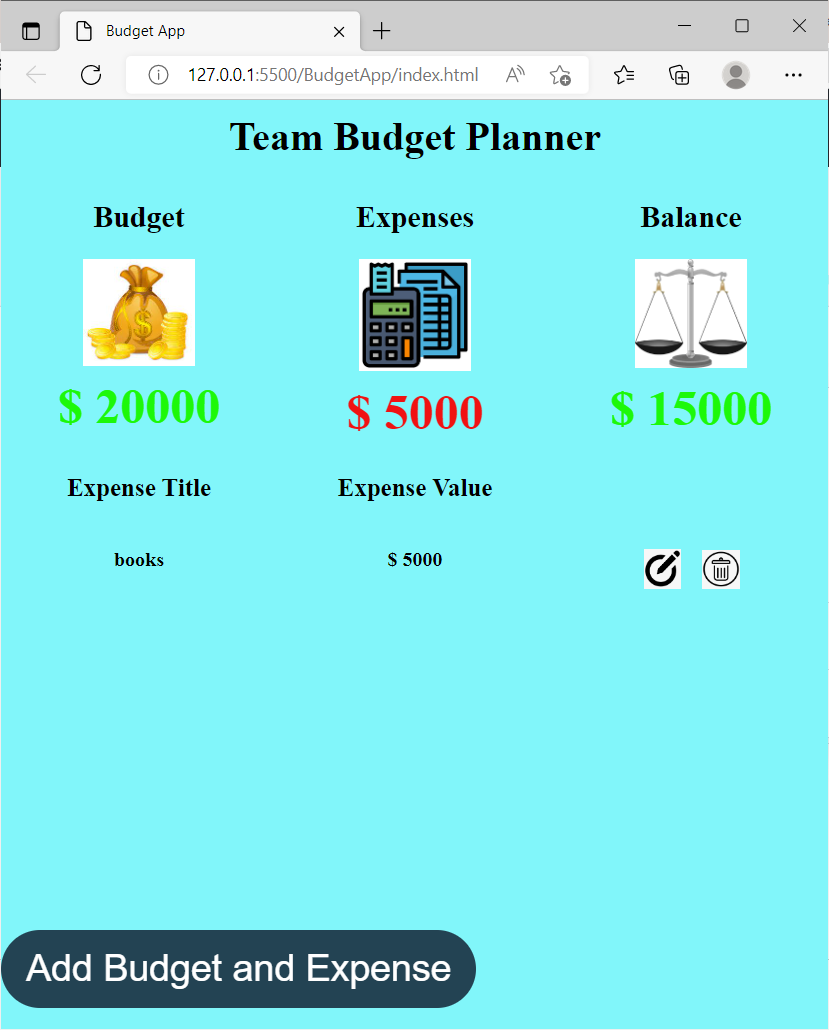 Budget App
127.0.0.1:5500/BudgetApp/index.html
Team Budget Planner
Budget Expenses Balance
$ 20000 $ 5000 $ 15000
Expense Title Expense Value
books $ 5000
Add Budget and Expense